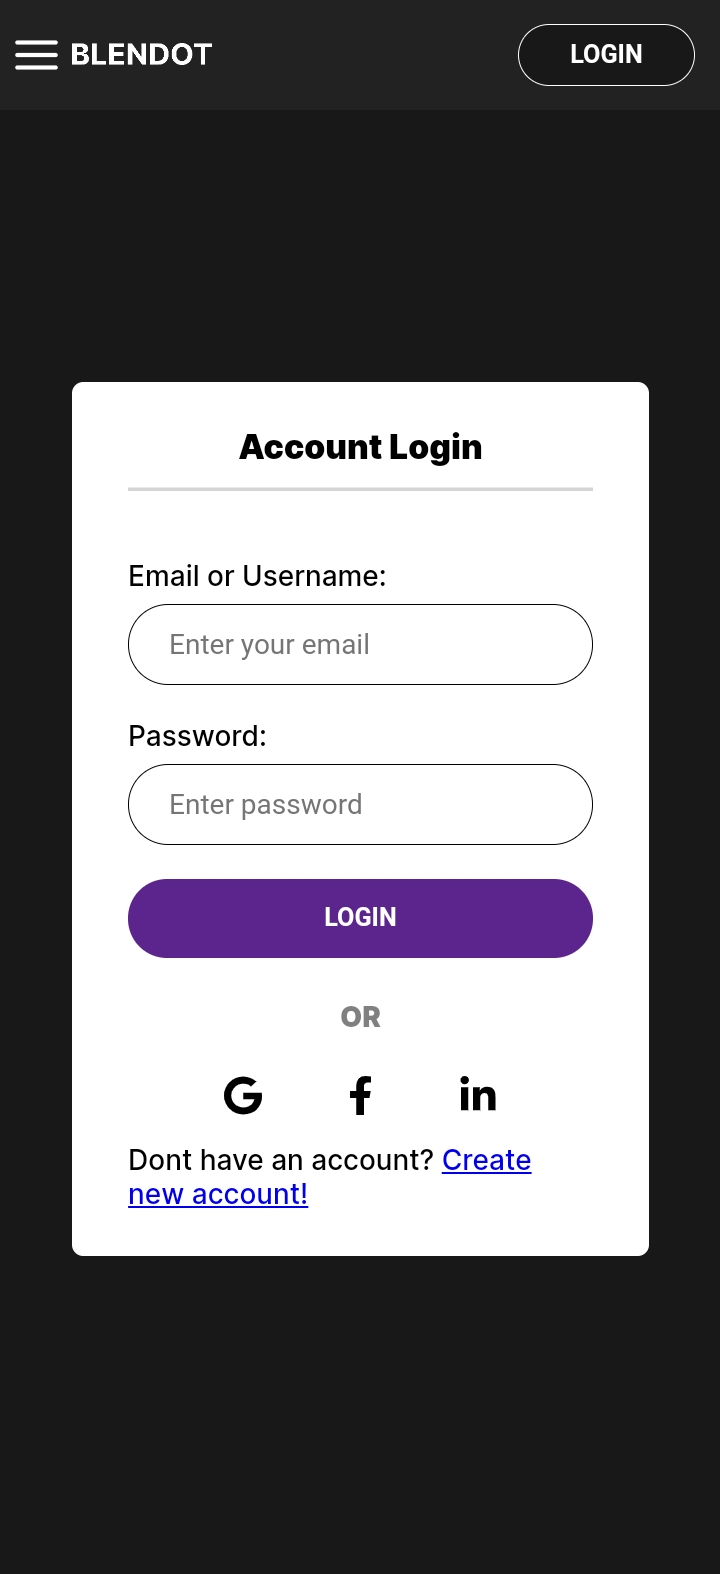 BLENDOT
LOGIN
Account Login
Email or Username:
Enter your email
Password:
Enter password
LOGIN
OR
Dont have an account? Create
new account!